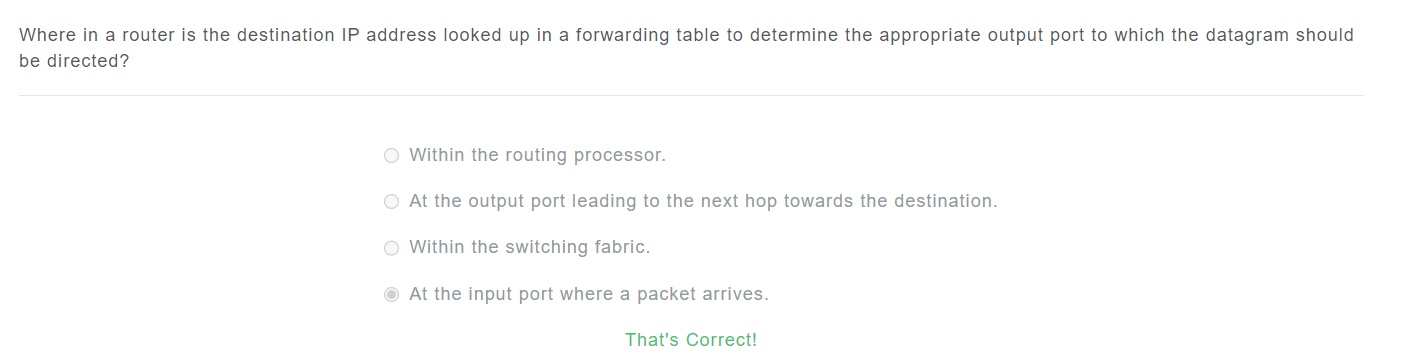 Where in a router is the destination IP address looked up in a forwarding table to determine the appropriate output port to which the datagram should
be directed?
Within the routing processor.
At the output port leading to the next hop towards the destination.
Within the switching fabric.
At the input port where a packet arrives.
That's Correct!